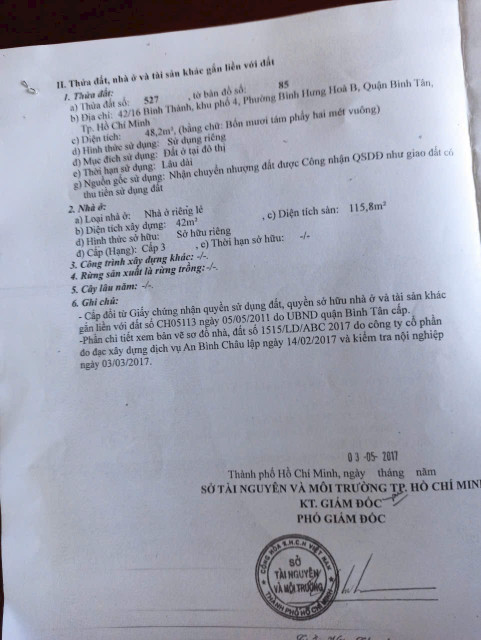 II. Thửa đất, nhà ở và tài sản khác gắn liền với đất
1. Thửa đất:
a) Thửa đất số: 527 , tờ bản đồ số: 85
b) Địa chỉ: 42/16 Bình Thành, khu phố 4, Phường Bình Hưng Hoà B, Quận Bình Tân,
Tp. Hồ Chí Minh
c) Diện tích: 48,2m², (bằng chữ: Bốn mươi tám phẩy hai mét vuông)
d) Hình thức sử dụng: Sử dụng riêng
đ) Mục đích sử dụng: Đất ở tại đô thị
e) Thời hạn sử dụng: Lâu dài
g) Nguồn gốc sử dụng: Nhận chuyển nhượng đất được Công nhận QSDĐ như giao đất có
thu tiền sử dụng đất
2. Nhà ở:
a) Loại nhà ở: Nhà ở riêng lẻ
b) Diện tích xây dựng: 42m² , c) Diện tích sàn: 115,8m²
d) Hình thức sở hữu: Sở hữu riêng
đ) Cấp (Hạng): Cấp 3 , e) Thời hạn sở hữu: -/-
3. Công trình xây dựng khác: -/-.
4. Rừng sản xuất là rừng trồng:-/-.
5. Cây lâu năm: -/-.
6. Ghi chú:
- Cấp đổi từ Giấy chứng nhận quyền sử dụng đất, quyền sở hữu nhà ở và tài sản khác
gắn liền với đất số CH05113 ngày 05/05/2011 do UBND quận Bình Tân cấp.
-Phần chi tiết xem bản vẽ sơ đồ nhà, đất số 1515/LD/ABC 2017 do công ty cổ phần
đo đạc xây dựng dịch vụ An Bình Châu lập ngày 14/02/2017 và kiểm tra nội nghiệp
ngày 03/03/2017.
03 -05- 2017
Thành phố Hồ Chí Minh, ngày tháng năm
SỞ TÀI NGUYÊN VÀ MÔI TRƯỜNG TP. HỒ CHÍ MINH
KT. GIÁM ĐỐC
PHÓ GIÁM ĐỐC
CỘNG HÒA X.H.C.N VIỆT NAM
SỞ
TÀI NGUYÊN
VÀ MÔI TRƯỜNG
THÀNH PHỐ HỒ CHÍ MINH